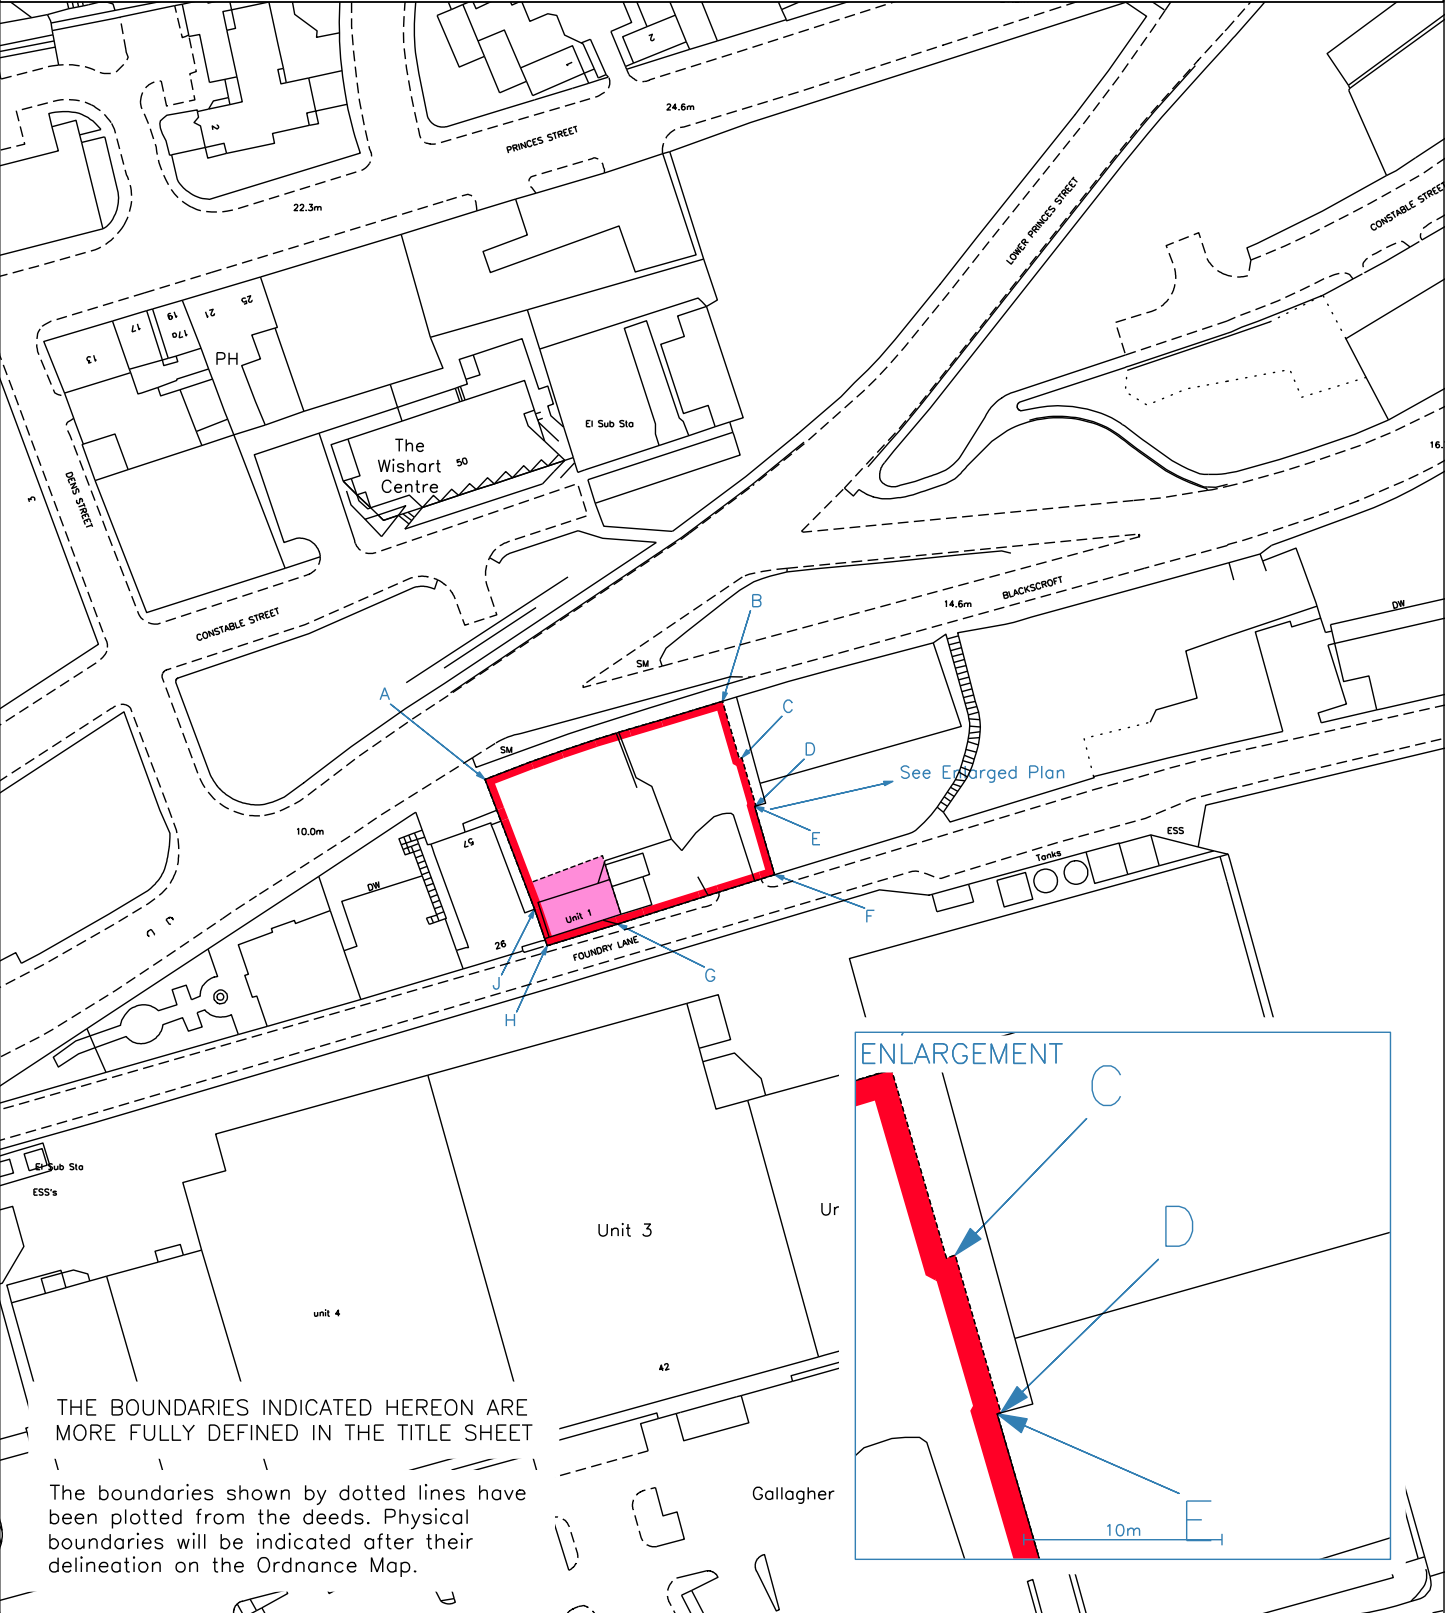 2
1
24.6m
PRINCES STREET
2
22.3m
LOWER PRINCES STREET
CONSTABLE STREET
25
21
19
17
17a
13
PH
El Sub Sta
The
Wishart
Centre
50
16.
3
DENS STREET
CONSTABLE STREET
BLACKSCROFT
14.6m
DW
B
SM
A
C
SM
D
See Enlarged Plan
10.0m
57
E
ESS
Tanks
DW
Unit 1
F
26
FOUNDRY LANE
G
J
H
ENLARGEMENT
C
El Sub Sta
ESS's
D
Unit 3
Ur
unit 4
42
THE BOUNDARIES INDICATED HEREON ARE
MORE FULLY DEFINED IN THE TITLE SHEET
The boundaries shown by dotted lines have
been plotted from the deeds. Physical
boundaries will be indicated after their
delineation on the Ordnance Map.
Gallagher
E
10m